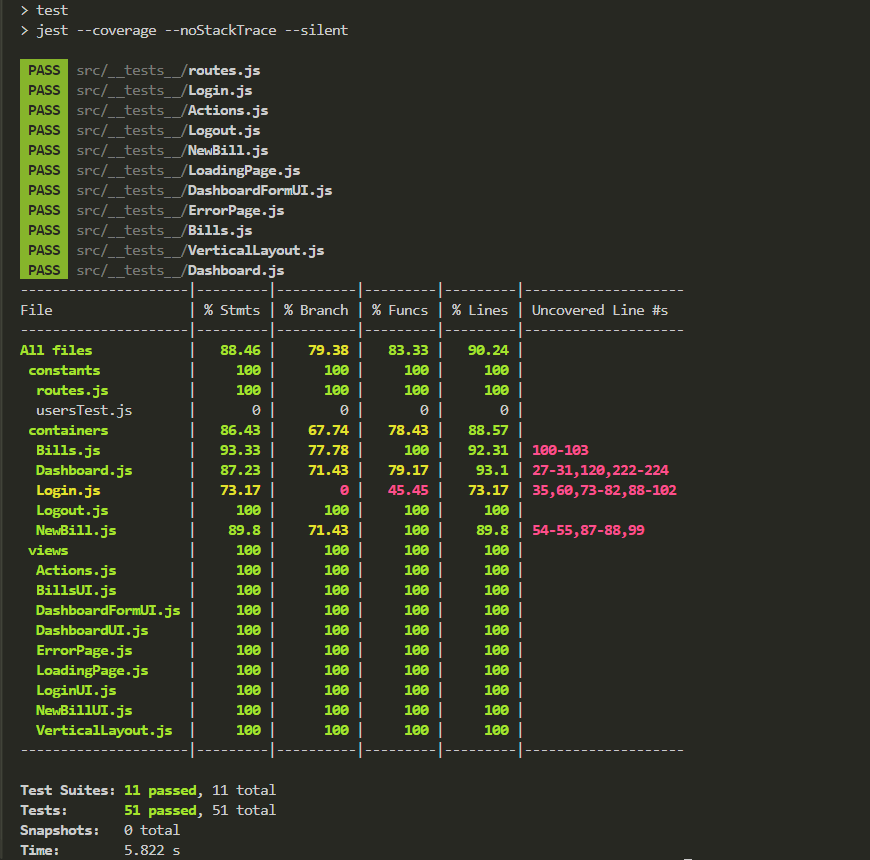 > test
> jest --coverage --noStackTrace --silent
PASS src/__tests__/routes.js
PASS src/__tests__/Login.js
PASS src/__tests__/Actions.js
PASS src/__tests__/Logout.js
PASS src/__tests__/NewBill.js
PASS src/__tests__/LoadingPage.js
PASS src/__tests__/DashboardFormUI.js
PASS src/__tests__/ErrorPage.js
PASS src/__tests__/Bills.js
PASS src/__tests__/VerticalLayout.js
PASS src/__tests__/Dashboard.js
---------------------|---------|----------|---------|---------|--------------------
File                 | % Stmts | % Branch | % Funcs | % Lines | Uncovered Line #s
---------------------|---------|----------|---------|---------|--------------------
All files            |   88.46 |    79.38 |   83.33 |   90.24 |
 constants           |     100 |      100 |     100 |     100 |
  routes.js          |     100 |      100 |     100 |     100 |
  usersTest.js       |       0 |        0 |       0 |       0 |
 containers          |   86.43 |    67.74 |   78.43 |   88.57 |
  Bills.js           |   93.33 |    77.78 |     100 |   92.31 | 100-103
  Dashboard.js       |   87.23 |    71.43 |   79.17 |    93.1 | 27-31,120,222-224
  Login.js           |   73.17 |        0 |   45.45 |   73.17 | 35,60,73-82,88-102
  Logout.js          |     100 |      100 |     100 |     100 |
  NewBill.js         |    89.8 |    71.43 |     100 |    89.8 | 54-55,87-88,99
 views               |     100 |      100 |     100 |     100 |
  Actions.js         |     100 |      100 |     100 |     100 |
  BillsUI.js         |     100 |      100 |     100 |     100 |
  DashboardFormUI.js |     100 |      100 |     100 |     100 |
  DashboardUI.js     |     100 |      100 |     100 |     100 |
  ErrorPage.js       |     100 |      100 |     100 |     100 |
  LoadingPage.js     |     100 |      100 |     100 |     100 |
  LoginUI.js         |     100 |      100 |     100 |     100 |
  NewBillUI.js       |     100 |      100 |     100 |     100 |
  VerticalLayout.js  |     100 |      100 |     100 |     100 |
---------------------|---------|----------|---------|---------|--------------------
Test Suites: 11 passed, 11 total
Tests:       51 passed, 51 total
Snapshots:   0 total
Time:        5.822 s